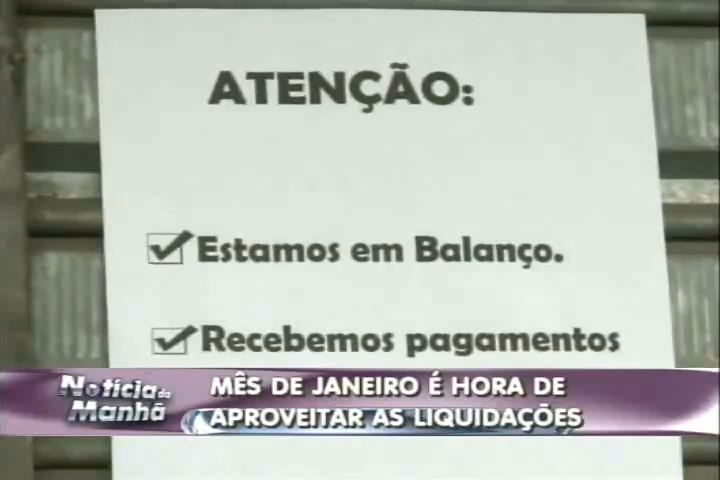 ATENÇÃO:
Estamos em Balanço.
Recebemos pagamentos
Notícia da
Manhã
MÊS DE JANEIRO É HORA DE
APROVEITAR AS LIQUIDAÇÕES